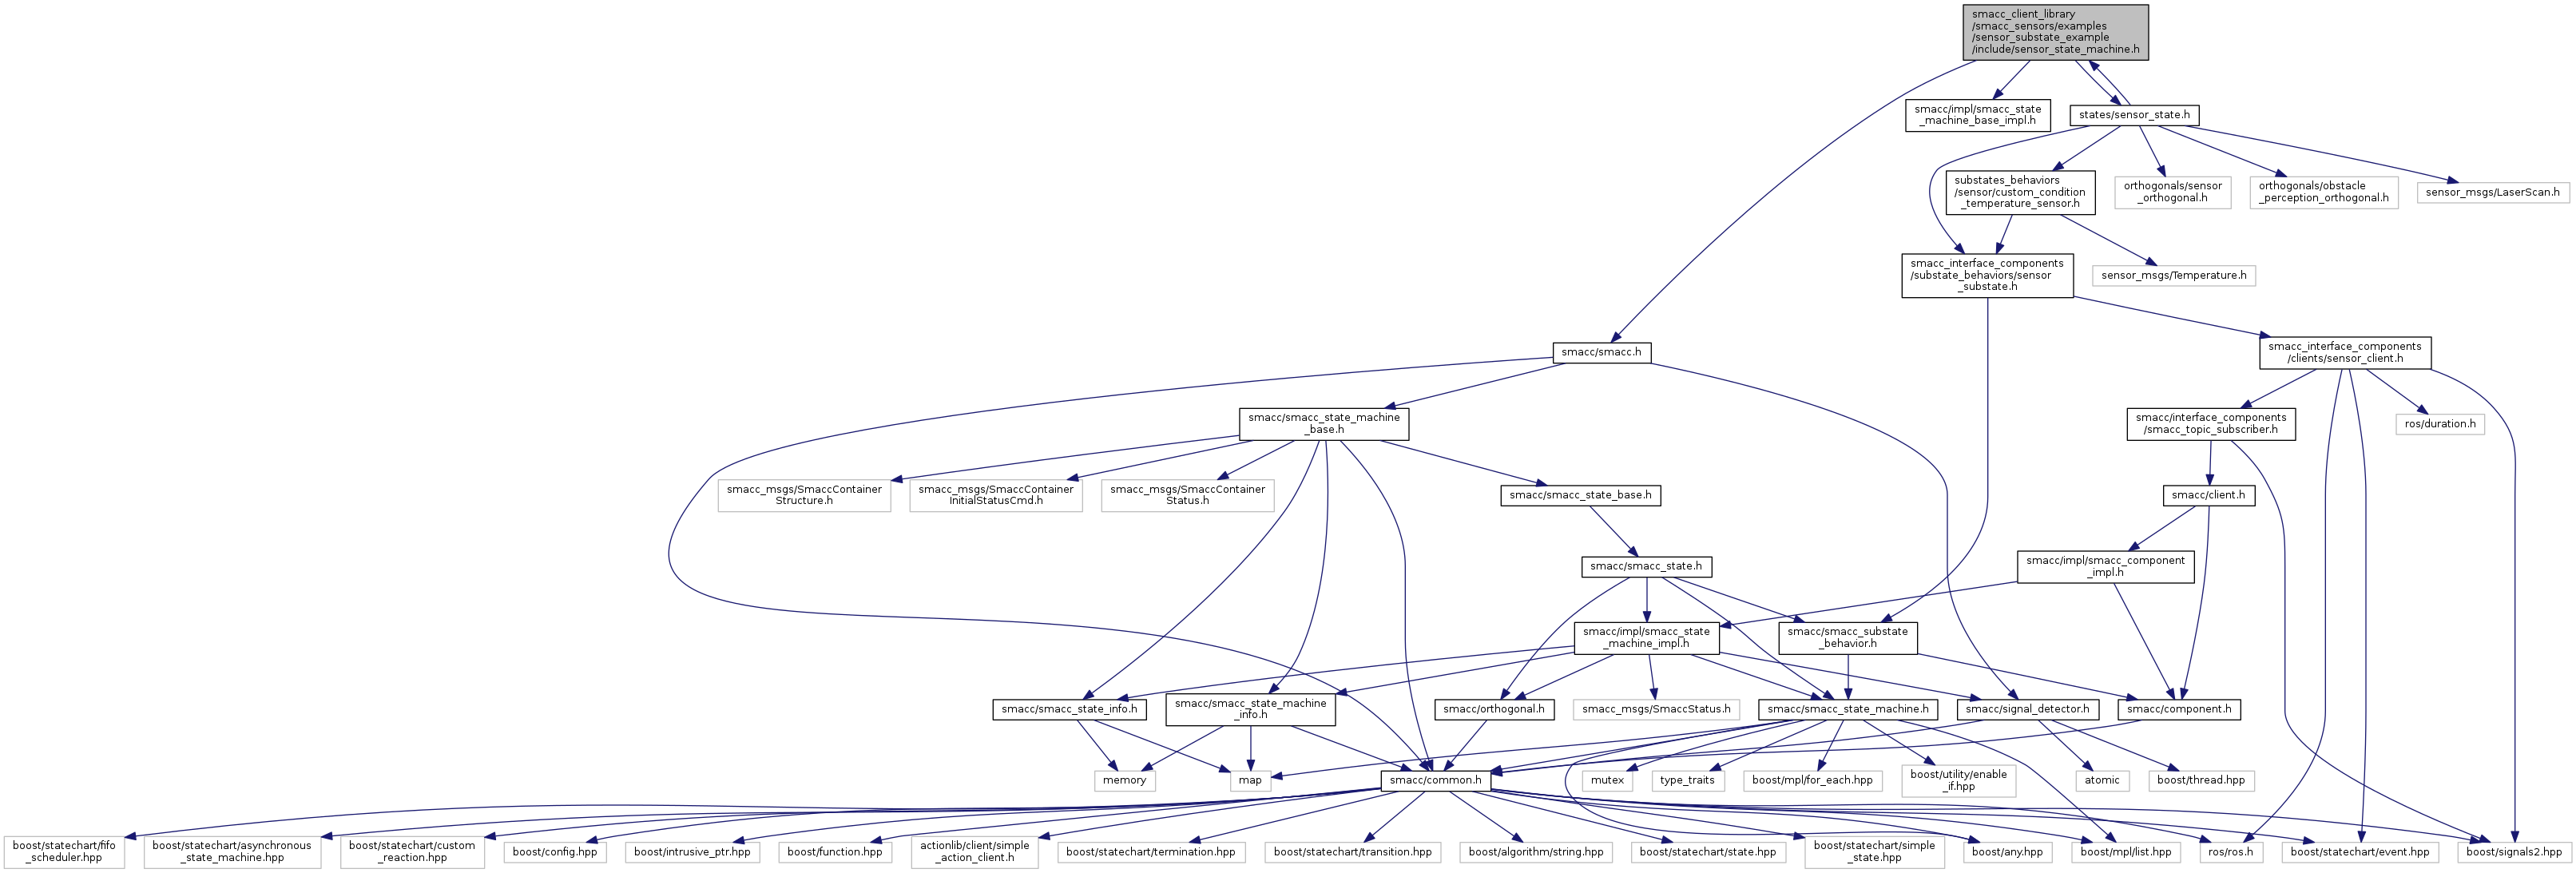 smacc_client_library
/smacc_sensors/examples
/sensor_substate_example
/include/sensor_state_machine.h
smacc/impl/smacc_state
_machine_base_impl.h
states/sensor_state.h
substates_behaviors
/sensor/custom_condition
_temperature_sensor.h
orthogonals/sensor
_orthogonal.h
orthogonals/obstacle
_perception_orthogonal.h
sensor_msgs/LaserScan.h
smacc_interface_components
/substate_behaviors/sensor
_substate.h
sensor_msgs/Temperature.h
smacc/smacc.h
smacc_interface_components
/clients/sensor_client.h
smacc/smacc_state_machine
_base.h
smacc/interface_components
/smacc_topic_subscriber.h
ros/duration.h
smacc_msgs/SmaccContainer
Structure.h
smacc_msgs/SmaccContainer
InitialStatusCmd.h
smacc_msgs/SmaccContainer
Status.h
smacc/smacc_state_base.h
smacc/client.h
smacc/smacc_state.h
smacc/impl/smacc_component
_impl.h
smacc/impl/smacc_state
_machine_impl.h
smacc/smacc_substate
_behavior.h
smacc/smacc_state_info.h
smacc/smacc_state_machine
_info.h
smacc/orthogonal.h
smacc_msgs/SmaccStatus.h
smacc/smacc_state_machine.h
smacc/signal_detector.h
smacc/component.h
memory
map
smacc/common.h
mutex
type_traits
boost/mpl/for_each.hpp
boost/utility/enable
_if.hpp
atomic
boost/thread.hpp
boost/statechart/fifo
_scheduler.hpp
boost/statechart/asynchronous
_state_machine.hpp
boost/statechart/custom
_reaction.hpp
boost/config.hpp
boost/intrusive_ptr.hpp
boost/function.hpp
actionlib/client/simple
_action_client.h
boost/statechart/termination.hpp
boost/statechart/transition.hpp
boost/algorithm/string.hpp
boost/statechart/state.hpp
boost/statechart/simple
_state.hpp
boost/any.hpp
boost/mpl/list.hpp
ros/ros.h
boost/statechart/event.hpp
boost/signals2.hpp